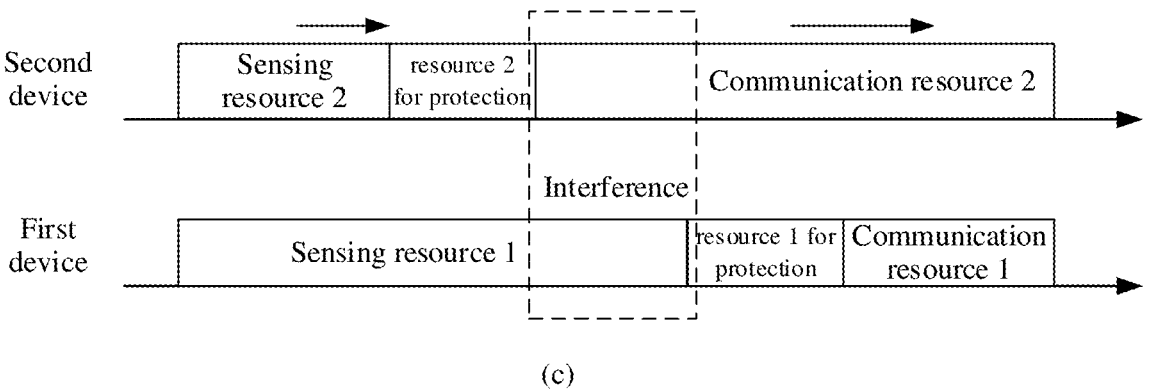 Second
device
Sensing
resource 2
resource 2
for protection
Communication resource 2
Interference
First
device
Sensing resource 1
resource 1 for
protection
Communication
resource 1
(c)